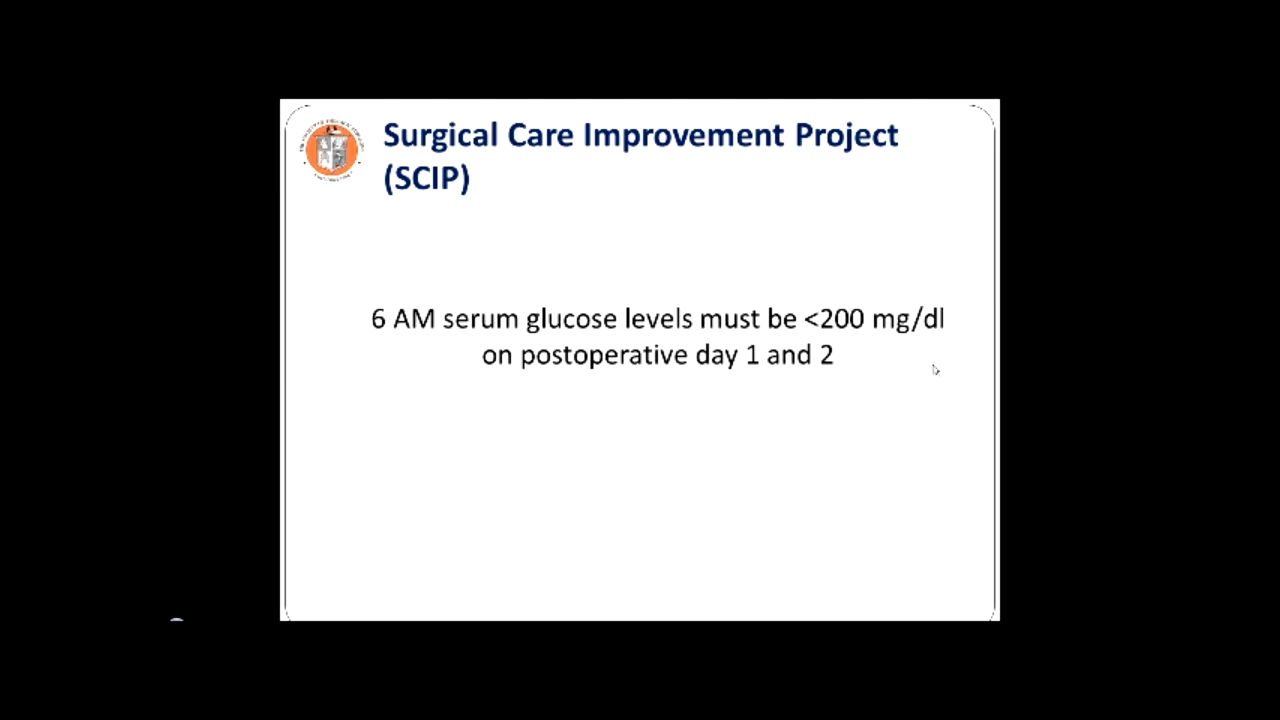 Surgical Care Improvement Project
(SCIP)
6 AM serum glucose levels must be <200 mg/dl
on postoperative day 1 and 2